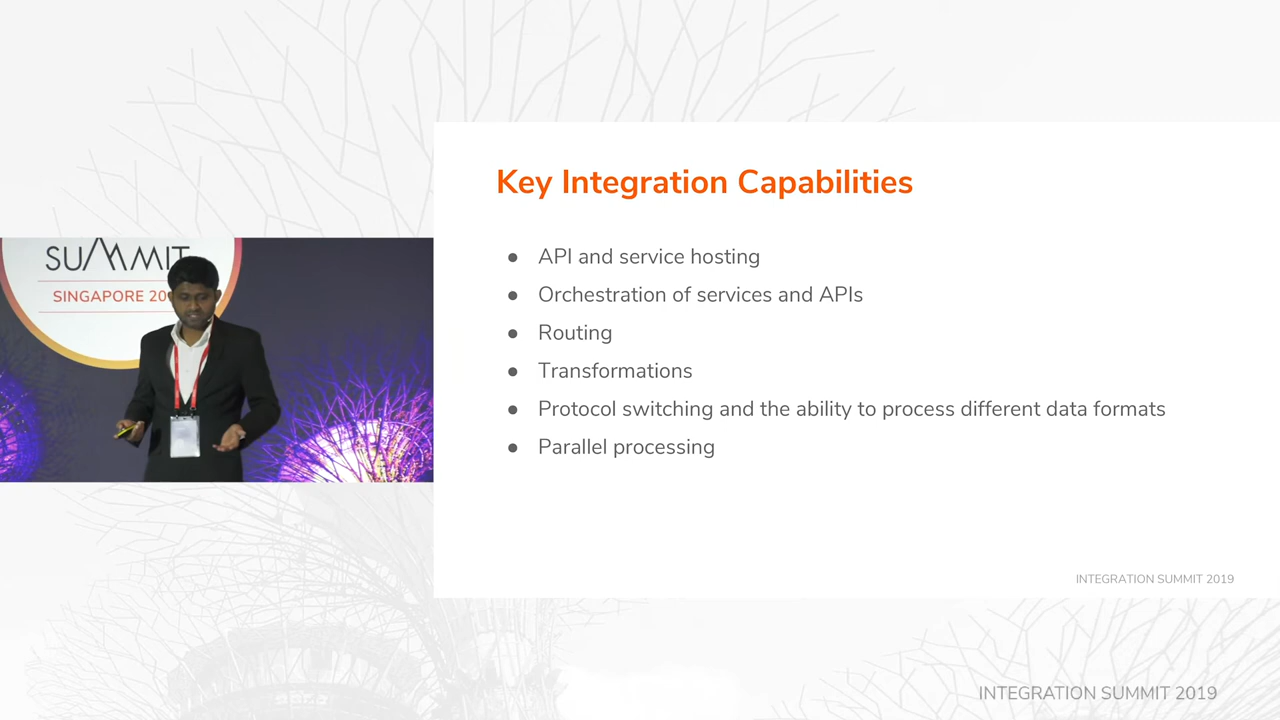 SUMMIT
SINGAPORE 20
Key Integration Capabilities
● API and service hosting
● Orchestration of services and APIs
● Routing
● Transformations
● Protocol switching and the ability to process different data formats
● Parallel processing
INTEGRATION SUMMIT 2019
INTEGRATION SUMMIT 2019